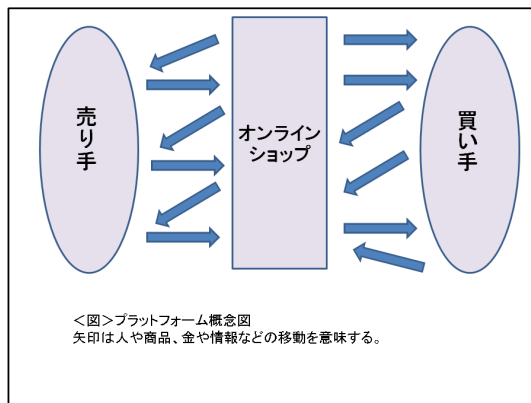 売り手
オンライン
ショップ
買い手
＜図＞プラットフォーム概念図
矢印は人や商品、金や情報などの移動を意味する。